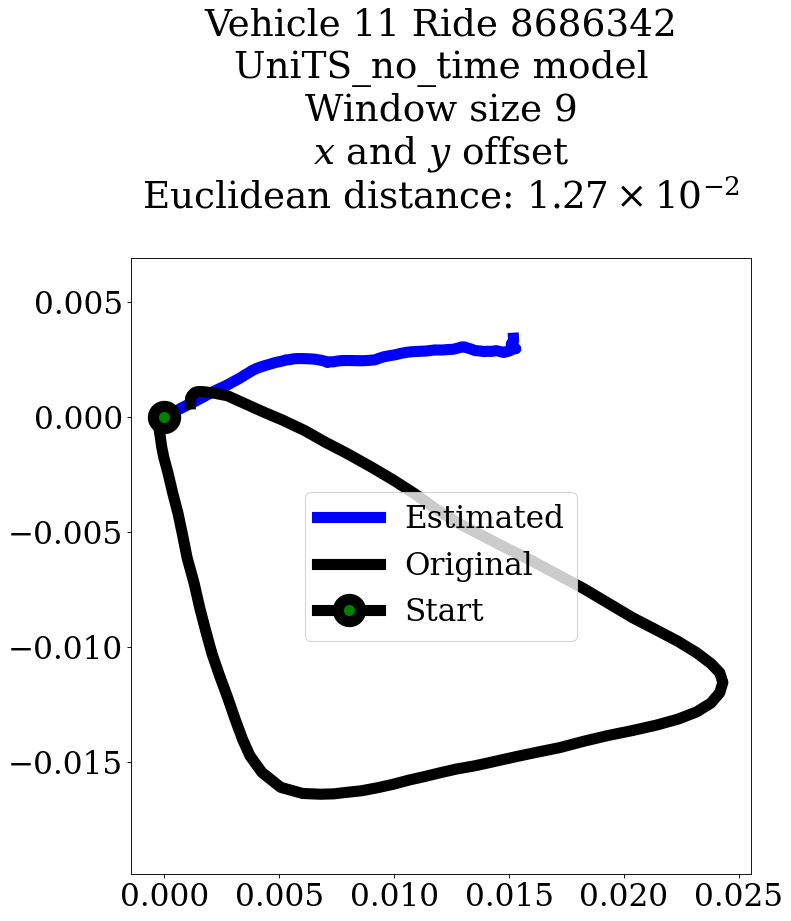 Vehicle 11 Ride 8686342
UniTS_no_time model
Window size 9
x and y offset
Euclidean distance: 1.27 × 10⁻²
0.005
0.000
−0.005
−0.010
−0.015
Estimated
Original
Start
0.000 0.005 0.010 0.015 0.020 0.025